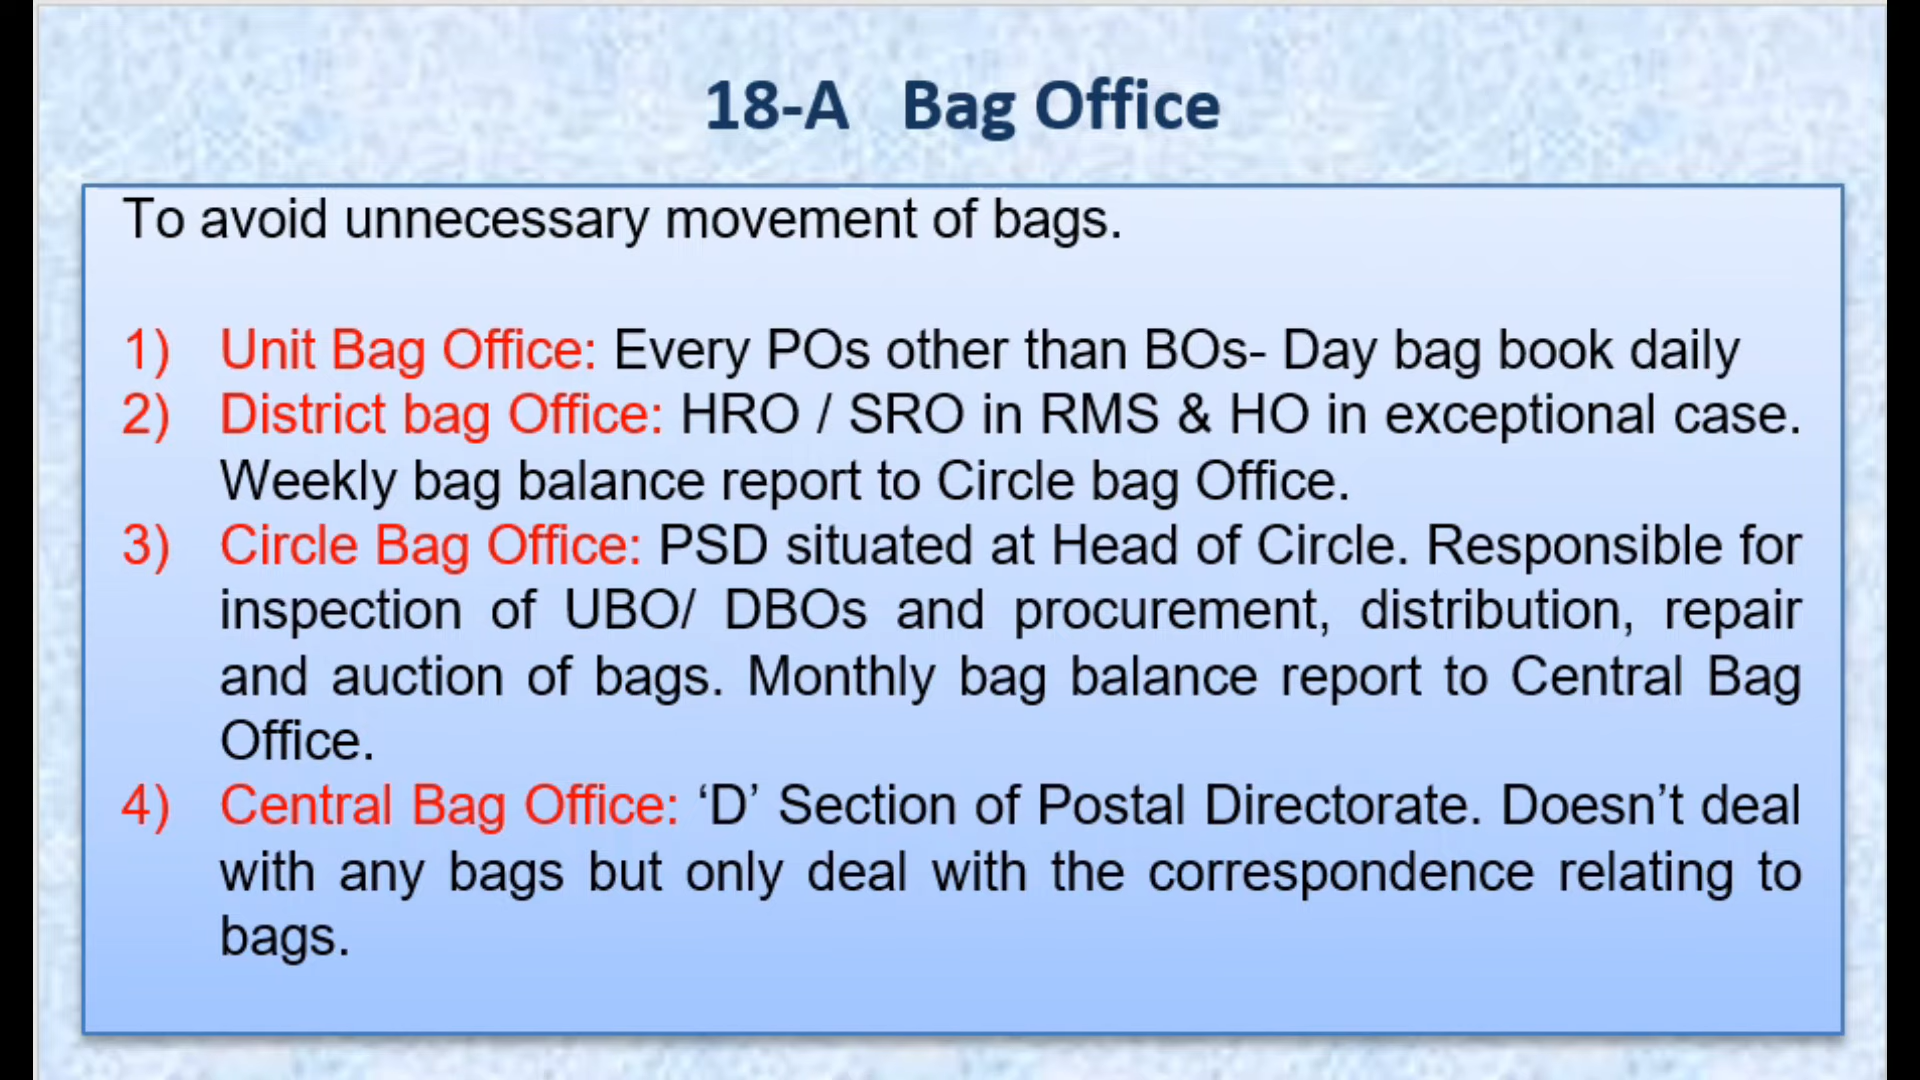 18-A Bag Office
To avoid unnecessary movement of bags.
1) Unit Bag Office: Every POs other than BOs- Day bag book daily
2) District bag Office: HRO / SRO in RMS & HO in exceptional case.
Weekly bag balance report to Circle bag Office.
3) Circle Bag Office: PSD situated at Head of Circle. Responsible for
inspection of UBO/ DBOs and procurement, distribution, repair
and auction of bags. Monthly bag balance report to Central Bag
Office.
4) Central Bag Office: ‘D’ Section of Postal Directorate. Doesn’t deal
with any bags but only deal with the correspondence relating to
bags.